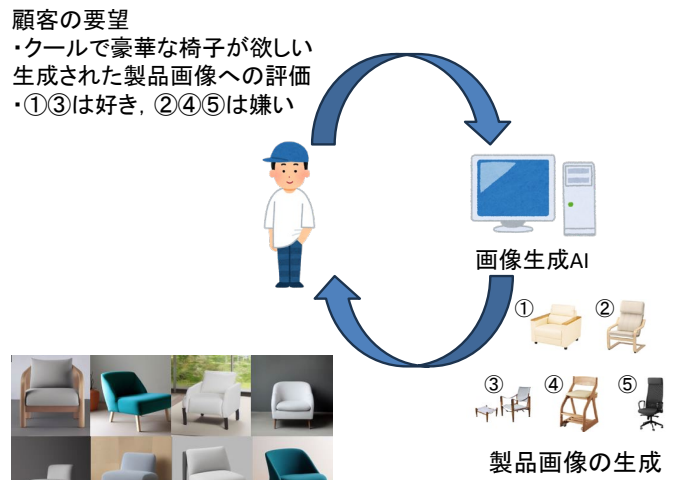 顧客の要望
・クールで豪華な椅子が欲しい
生成された製品画像への評価
・①③は好き，②④⑤は嫌い
画像生成AI
①
②
③
④
⑤
製品画像の生成